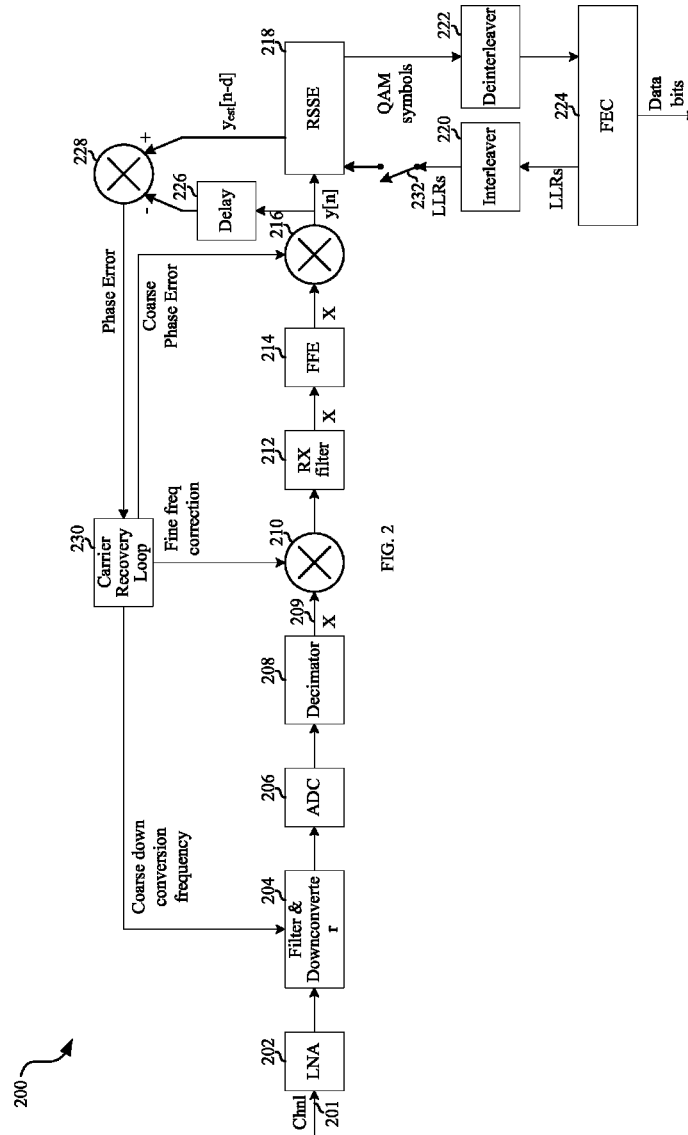 200
Chnl
201
202
LNA
204
Filter &
Downconverte
r
Coarse down
conversion
frequency
206
ADC
208
Decimator
209
X
210
Fine freq
correction
230
Carrier
Recovery
Loop
212
RX
filter
X
214
FFE
X
216
Phase Error
Coarse
Phase Error
y[n]
226
Delay
228
-
+
yest[n-d]
218
RSSE
QAM
symbols
232
LLRs
220
Interleaver
222
Deinterleaver
LLRs
224
FEC
Data
bits
FIG. 2